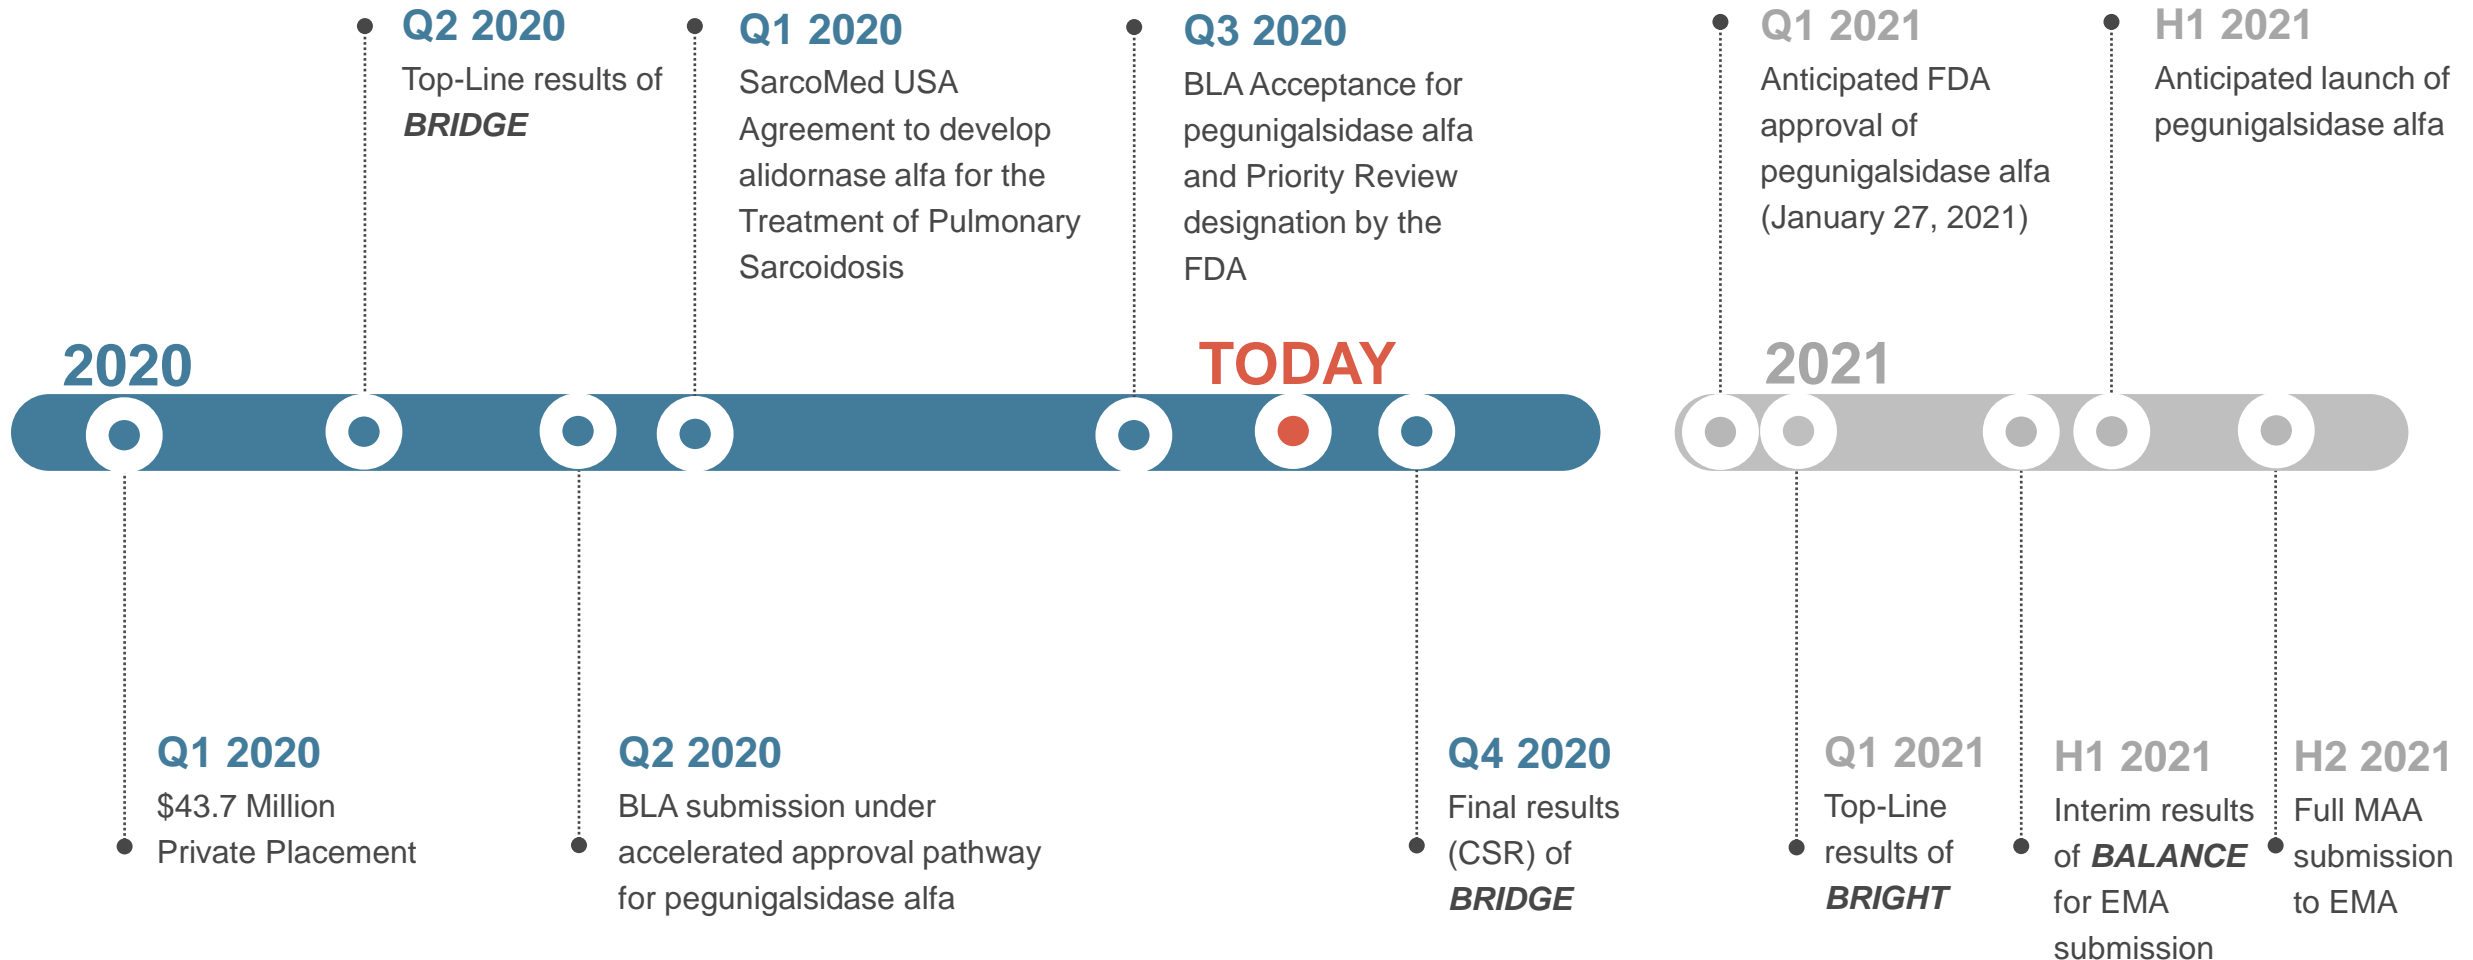 Q2 2020
Top-Line results of
BRIDGE
Q1 2020
SarcoMed USA
Agreement to develop
alidornase alfa for the
Treatment of Pulmonary
Sarcoidosis
Q3 2020
BLA Acceptance for
pegunigalsidase alfa
and Priority Review
designation by the
FDA
Q1 2021
Anticipated FDA
approval of
pegunigalsidase alfa
(January 27, 2021)
H1 2021
Anticipated launch of
pegunigalsidase alfa
2020
TODAY
2021
Q1 2020
$43.7 Million
Private Placement
Q2 2020
BLA submission under
accelerated approval pathway
for pegunigalsidase alfa
Q4 2020
Final results
(CSR) of
BRIDGE
Q1 2021
Top-Line
results of
BRIGHT
H1 2021
Interim results
of BALANCE
for EMA
submission
H2 2021
Full MAA
submission
to EMA